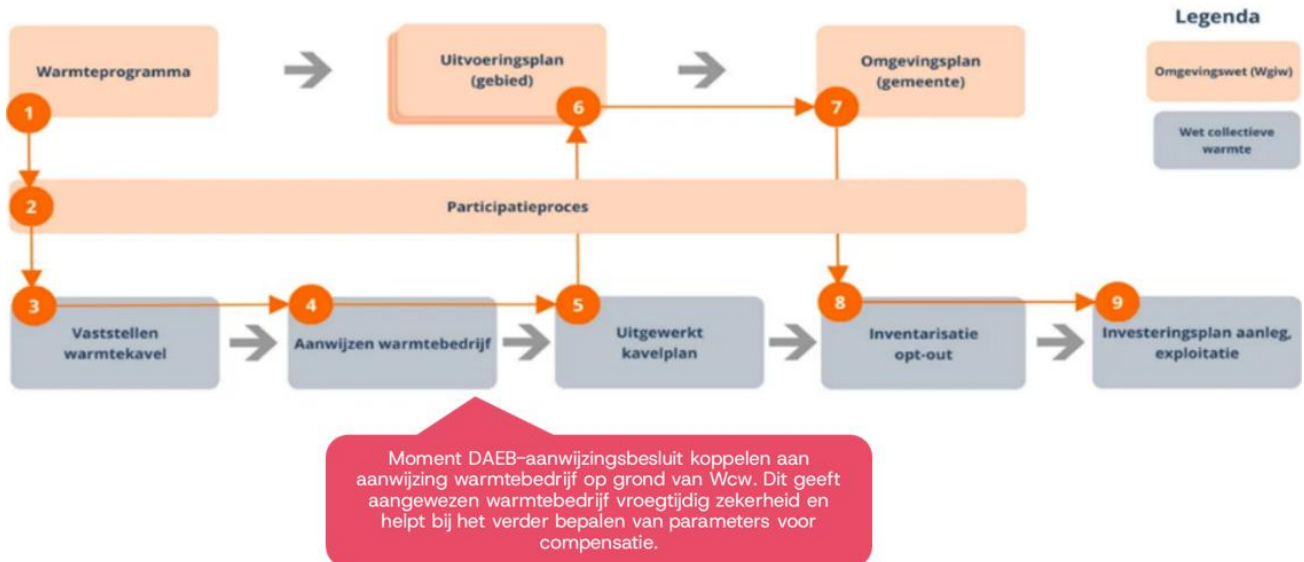 Legenda
Warmteprogramma
Uitvoeringsplan
(gebied)
Omgevingsplan
(gemeente)
Omgevingswet (Wgiw)
1
6
7
Wet collectieve
warmte
2
Participatieproces
3
4
5
8
9
Vaststellen
warmtekavel
Aanwijzen warmtebedrijf
Uitgewerkt
kavelplan
Inventarisatie
opt-out
Investeringsplan aanleg,
exploitatie
Moment DAEB-aanwijzingsbesluit koppelen aan
aanwijzing warmtebedrijf op grond van Wcw. Dit geeft
aangewezen warmtebedrijf vroegtijdig zekerheid en
helpt bij het verder bepalen van parameters voor
compensatie.